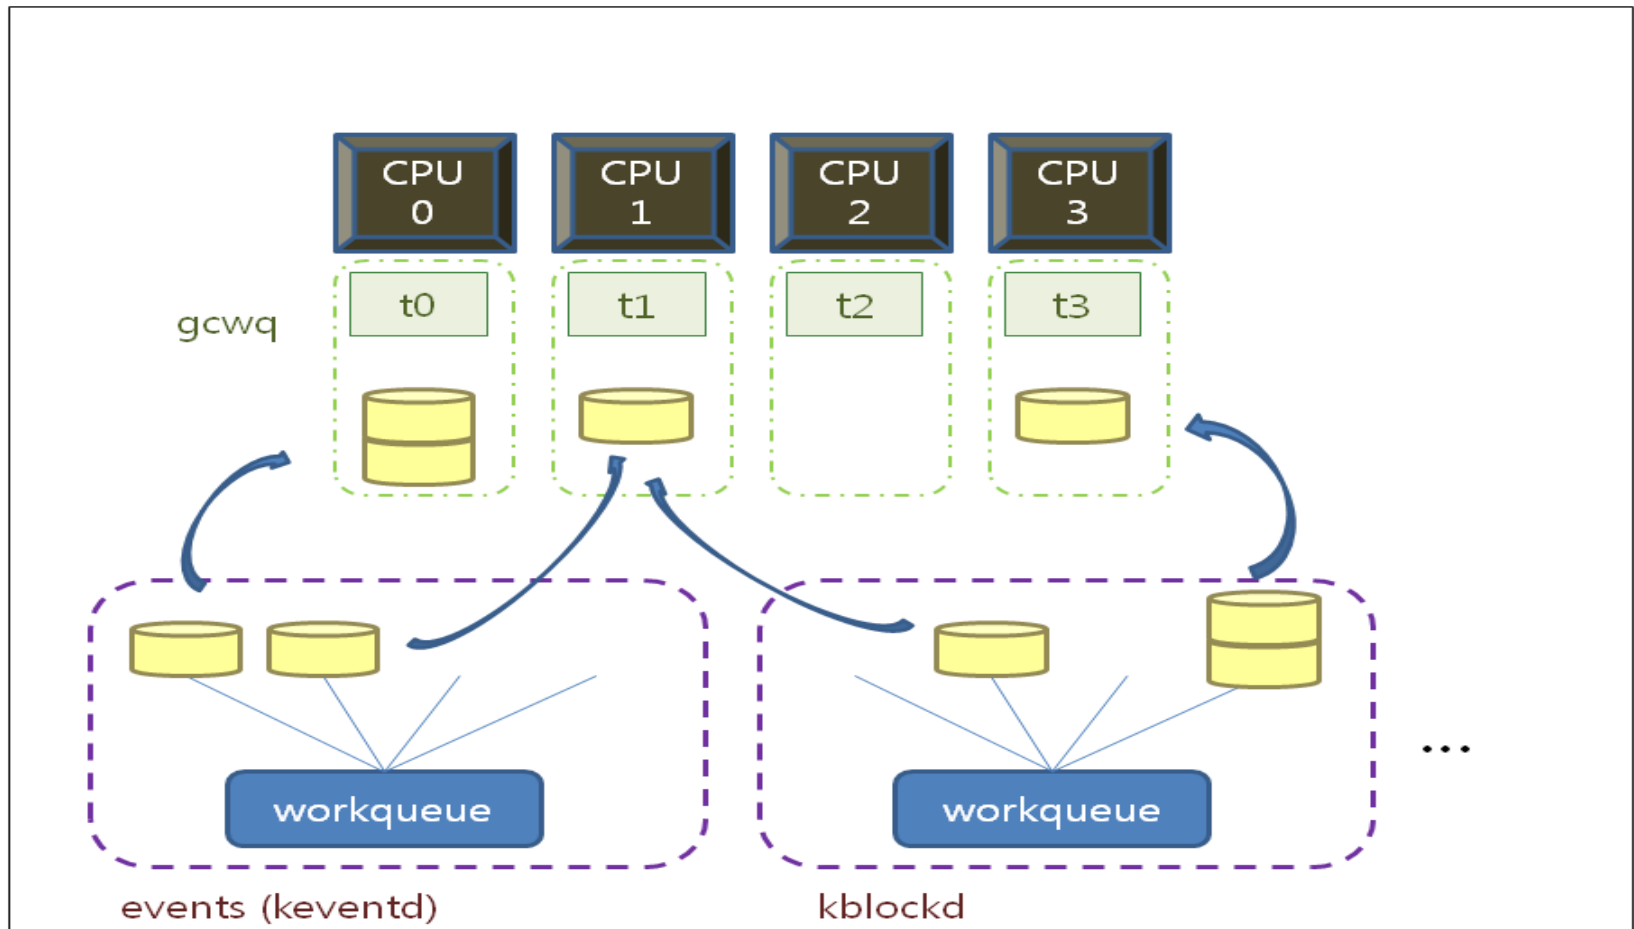 CPU
0
CPU
1
CPU
2
CPU
3
gcwq
t0
t1
t2
t3
workqueue
workqueue
...
events (keventd)
kblockd